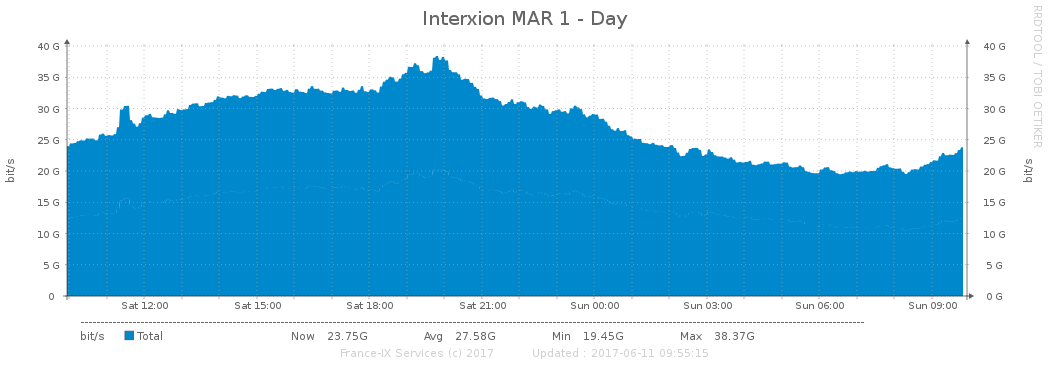 Interxion MAR 1 - Day
RRDTOOL / TOBI OETIKER
40 G 40 G
35 G 35 G
30 G 30 G
25 G 25 G
20 G 20 G
15 G 15 G
10 G 10 G
5 G 5 G
0 0 G
bit/s
bit/s
Sat 12:00 Sat 15:00 Sat 18:00 Sat 21:00 Sun 00:00 Sun 03:00 Sun 06:00 Sun 09:00
bit/s Total Now 23.75G Avg 27.58G Min 19.45G Max 38.37G
France-IX Services (c) 2017 Updated : 2017-06-11 09:55:15